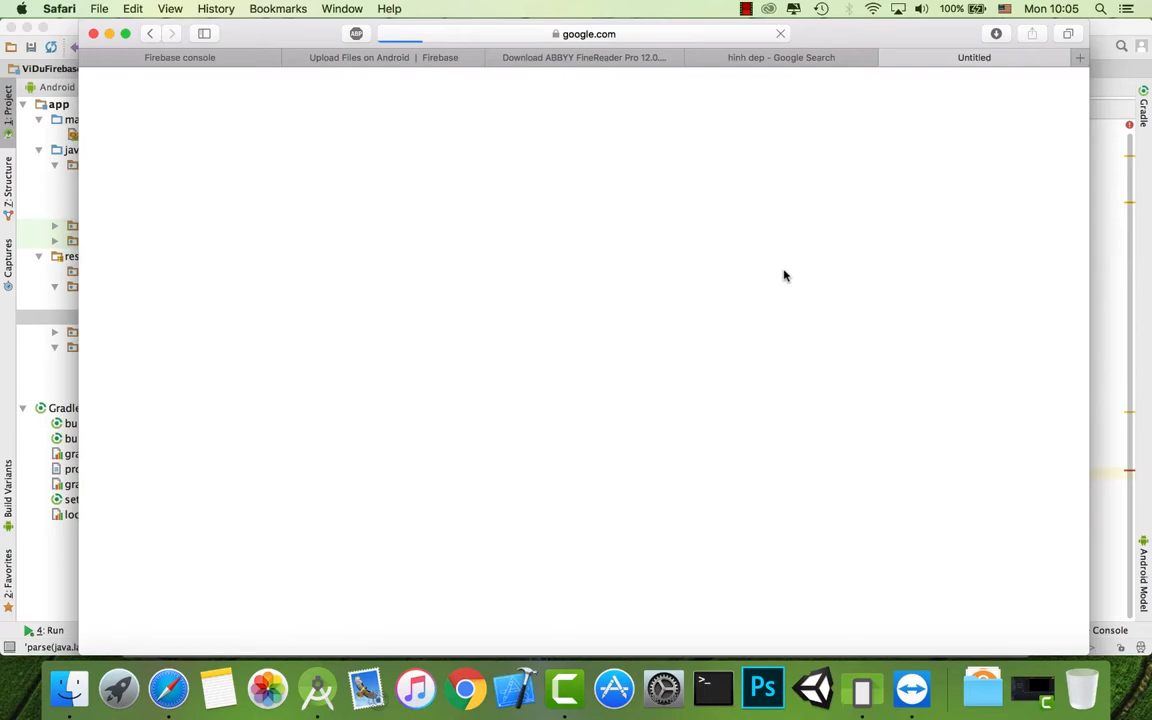 Safari File Edit View History Bookmarks Window Help 100% Mon 10:05
ABP google.com
Firebase console Upload Files on Android | Firebase Download ABBYY FineReader Pro 12.0.... hinh dep - Google Search Untitled
ViDuFirebas
Android
1: Project
app
ma
jav
res
Gradle
bu
bu
gra
pro
gra
set
loc
Z: Structure
Captures
Build Variants
2: Favorites
Gradle
Android Model
4: Run
Console
'parse(java.la
Ps